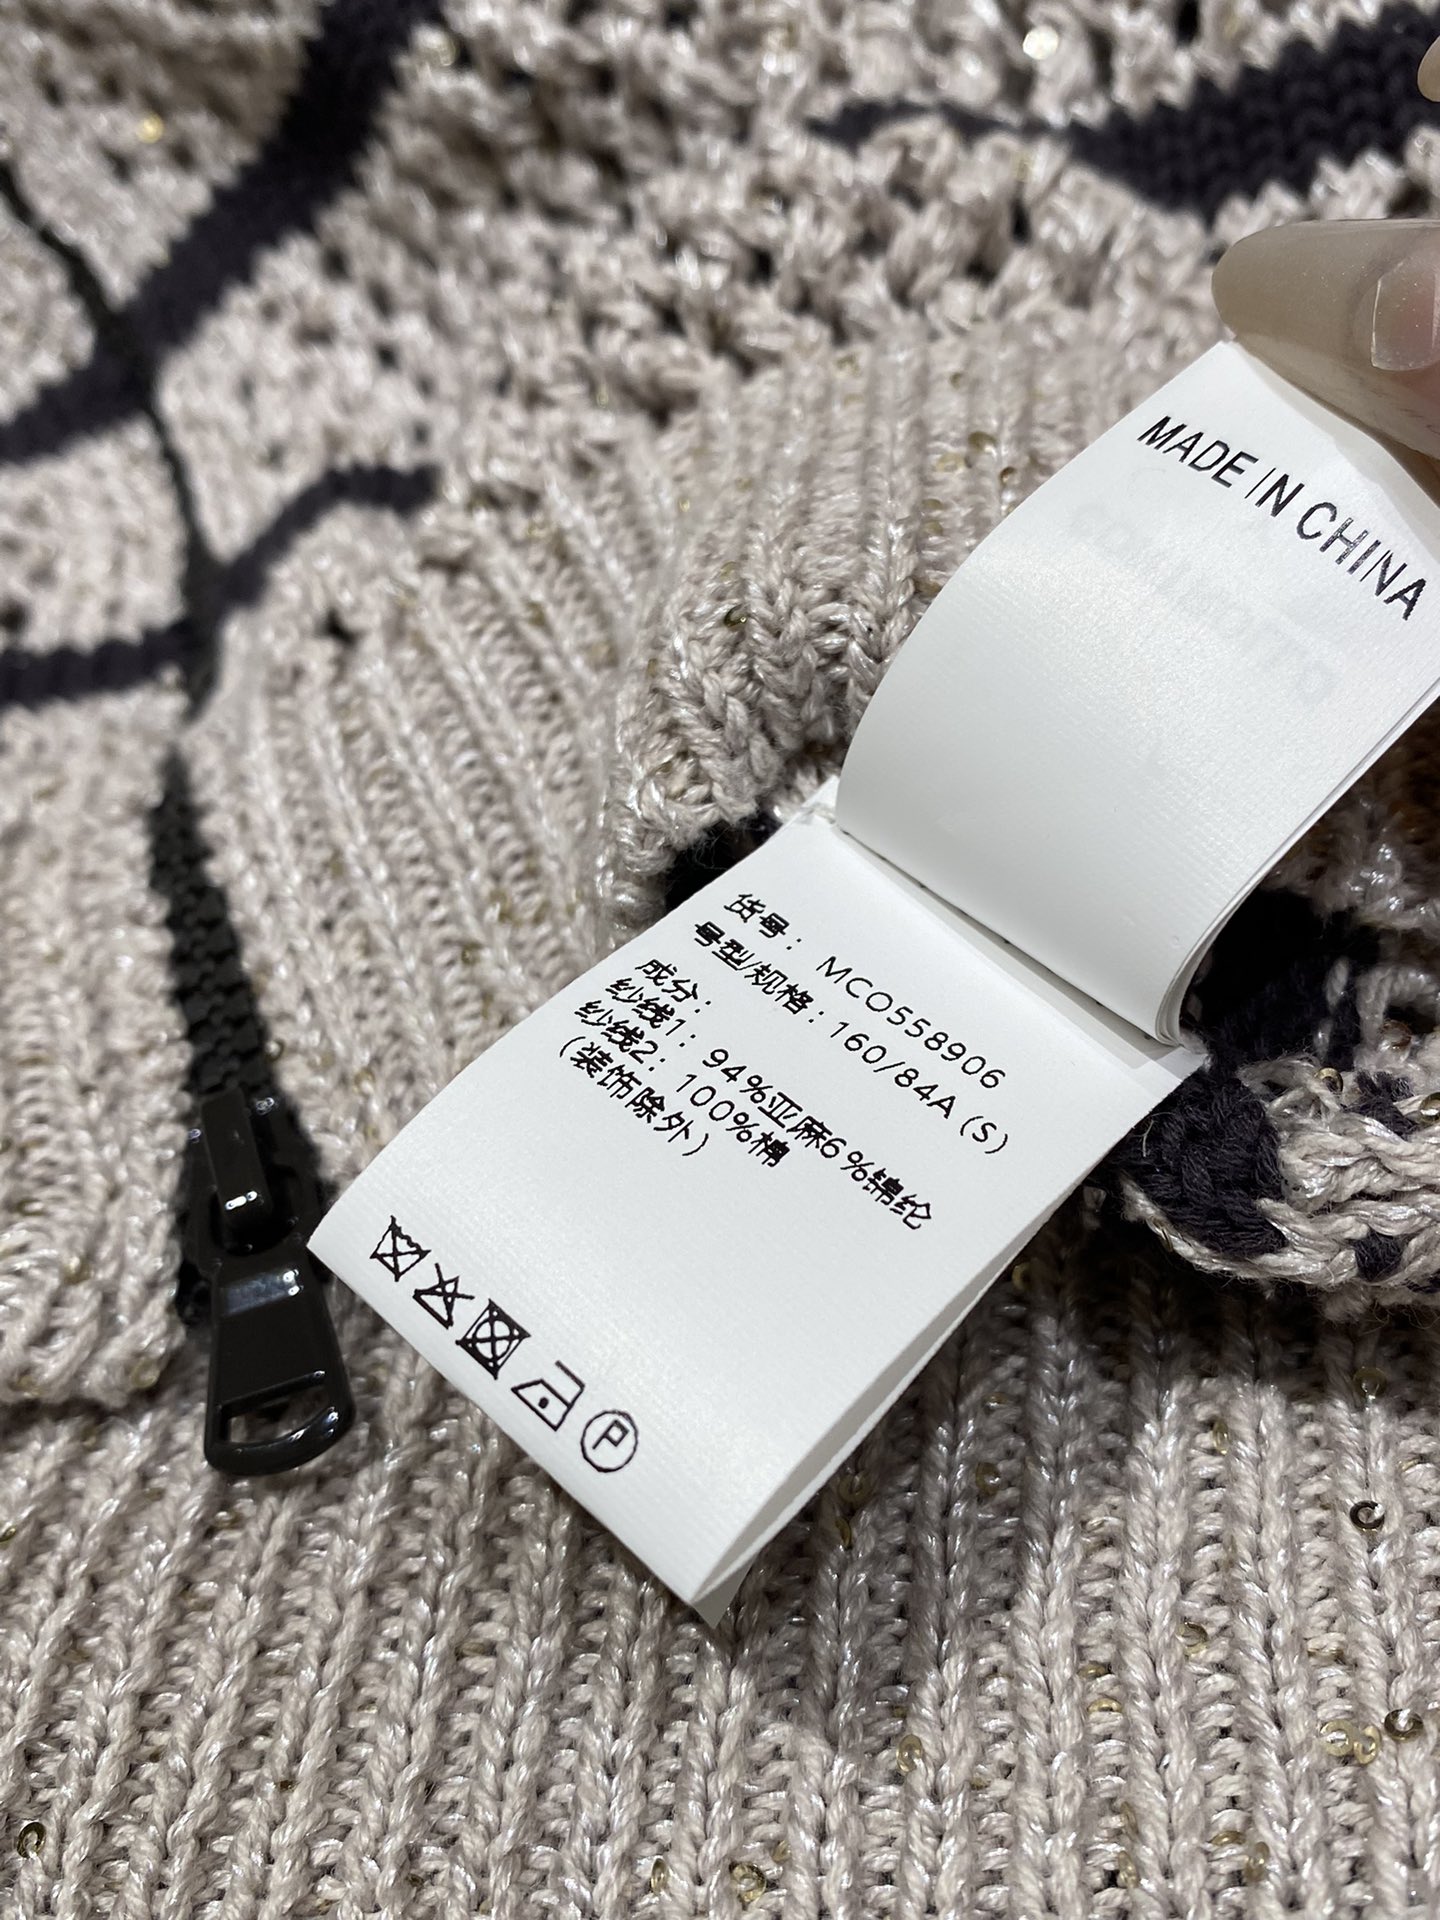 MADE IN CHINA
货号： MCO558906
号型/规格：160/84A (S)
成分：
纱线1： 94%亚麻6%锦纶
纱线2： 100%棉
(装饰除外)
P